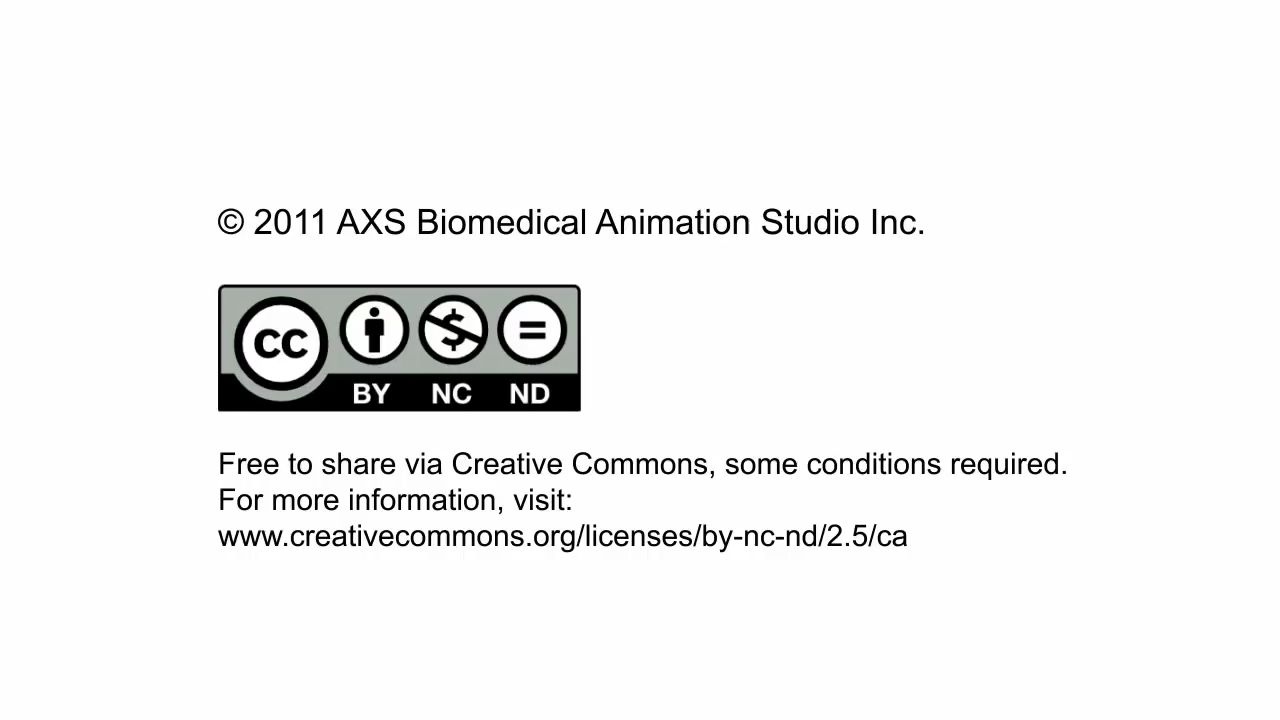 © 2011 AXS Biomedical Animation Studio Inc.
CC
BY NC ND
Free to share via Creative Commons, some conditions required.
For more information, visit:
www.creativecommons.org/licenses/by-nc-nd/2.5/ca